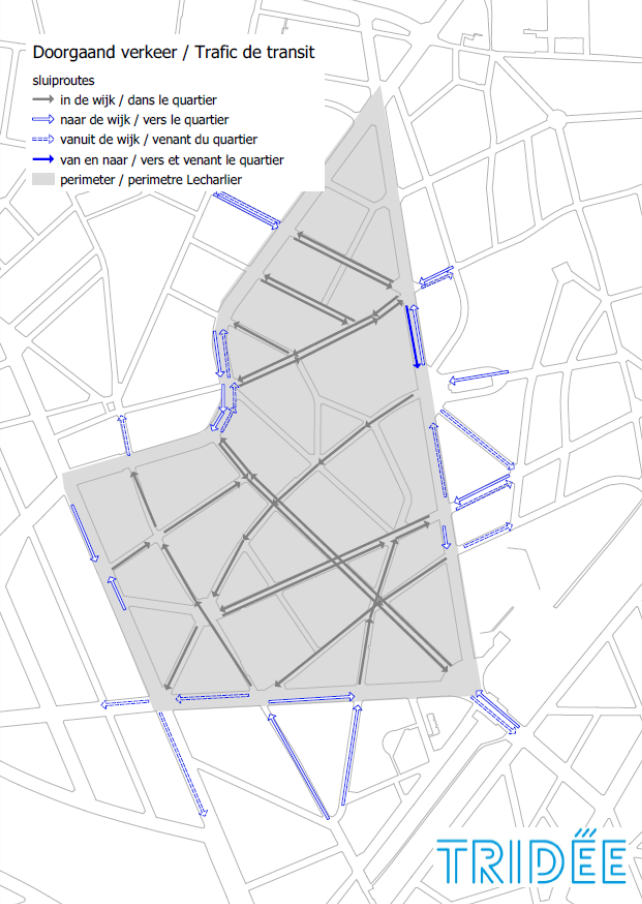 Doorgaand verkeer / Trafic de transit
sluiproutes
in de wijk / dans le quartier
naar de wijk / vers le quartier
vanuit de wijk / venant du quartier
van en naar / vers et venant le quartier
perimeter / perimetre Lecharlier
TRIDËE